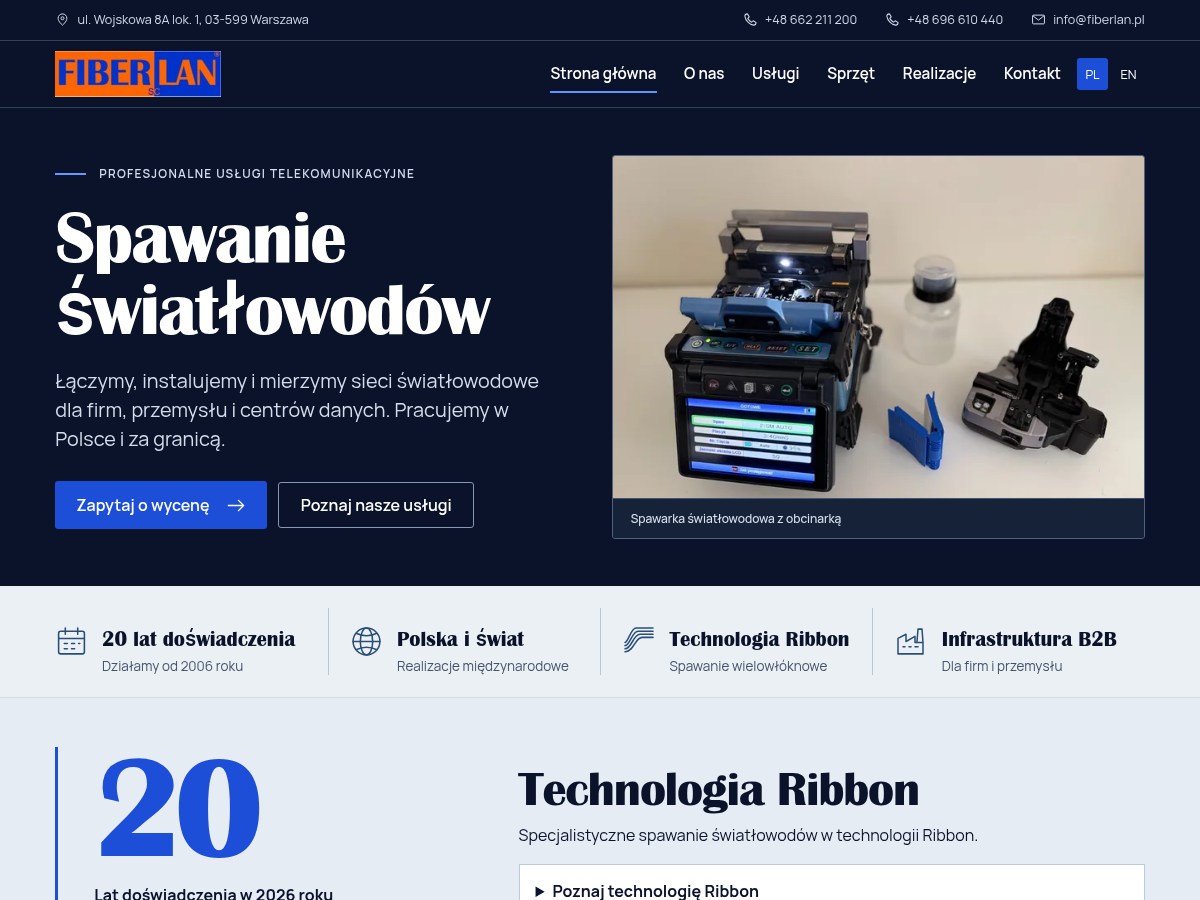 ul. Wojskowa 8A lok. 1, 03-599 Warszawa
+48 662 211 200
+48 696 610 440
info@fiberlan.pl
FIBERLAN
SC
Strona główna
O nas
Usługi
Sprzęt
Realizacje
Kontakt
PL
EN
PROFESJONALNE USŁUGI TELEKOMUNIKACYJNE
Spawanie
światłowodów
Łączymy, instalujemy i mierzymy sieci światłowodowe
dla firm, przemysłu i centrów danych. Pracujemy w
Polsce i za granicą.
Zapytaj o wycenę
Poznaj nasze usługi
RESET
SET
Spawarka światłowodowa z obcinarką
20 lat doświadczenia
Działamy od 2006 roku
Polska i świat
Realizacje międzynarodowe
Technologia Ribbon
Spawanie wielowłóknowe
Infrastruktura B2B
Dla firm i przemysłu
20
Lat doświadczenia w 2026 roku
Technologia Ribbon
Specjalistyczne spawanie światłowodów w technologii Ribbon.
Poznaj technologię Ribbon